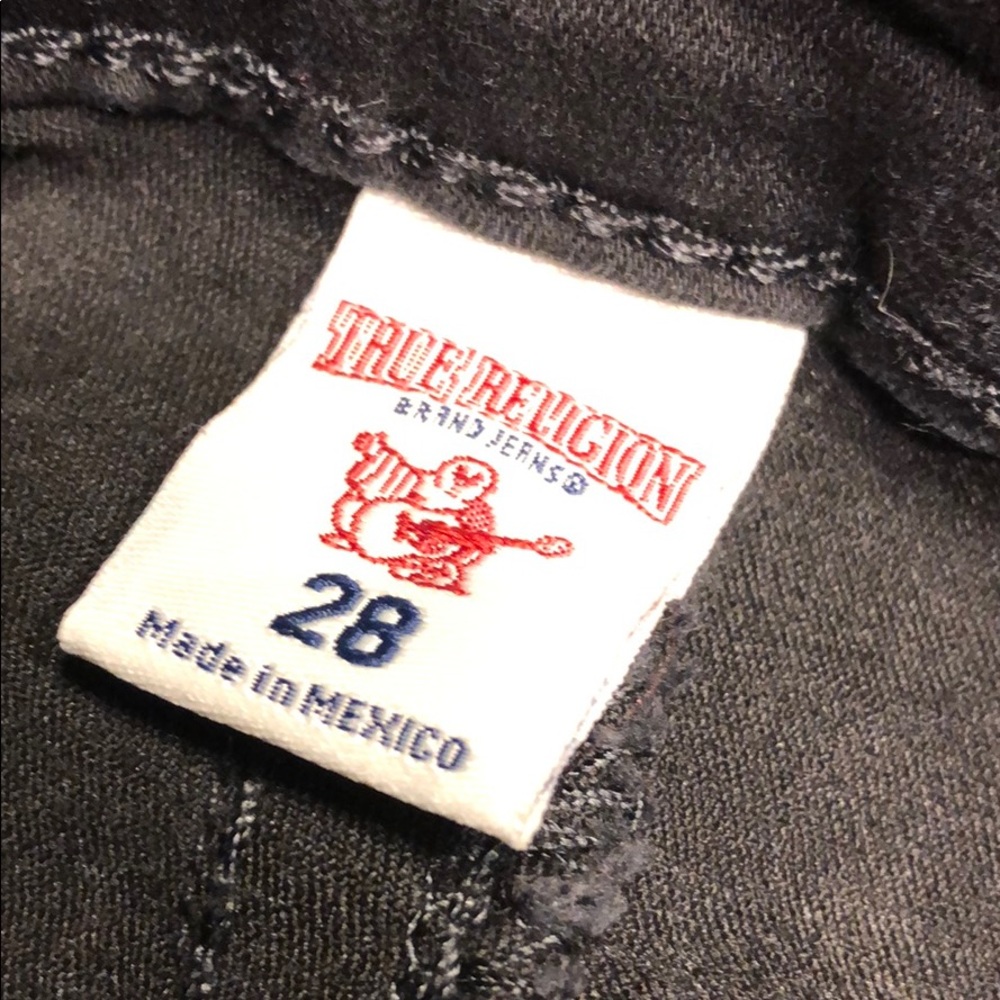 TRUE RELIGION
BRAND JEANS®
28
Made in MEXICO